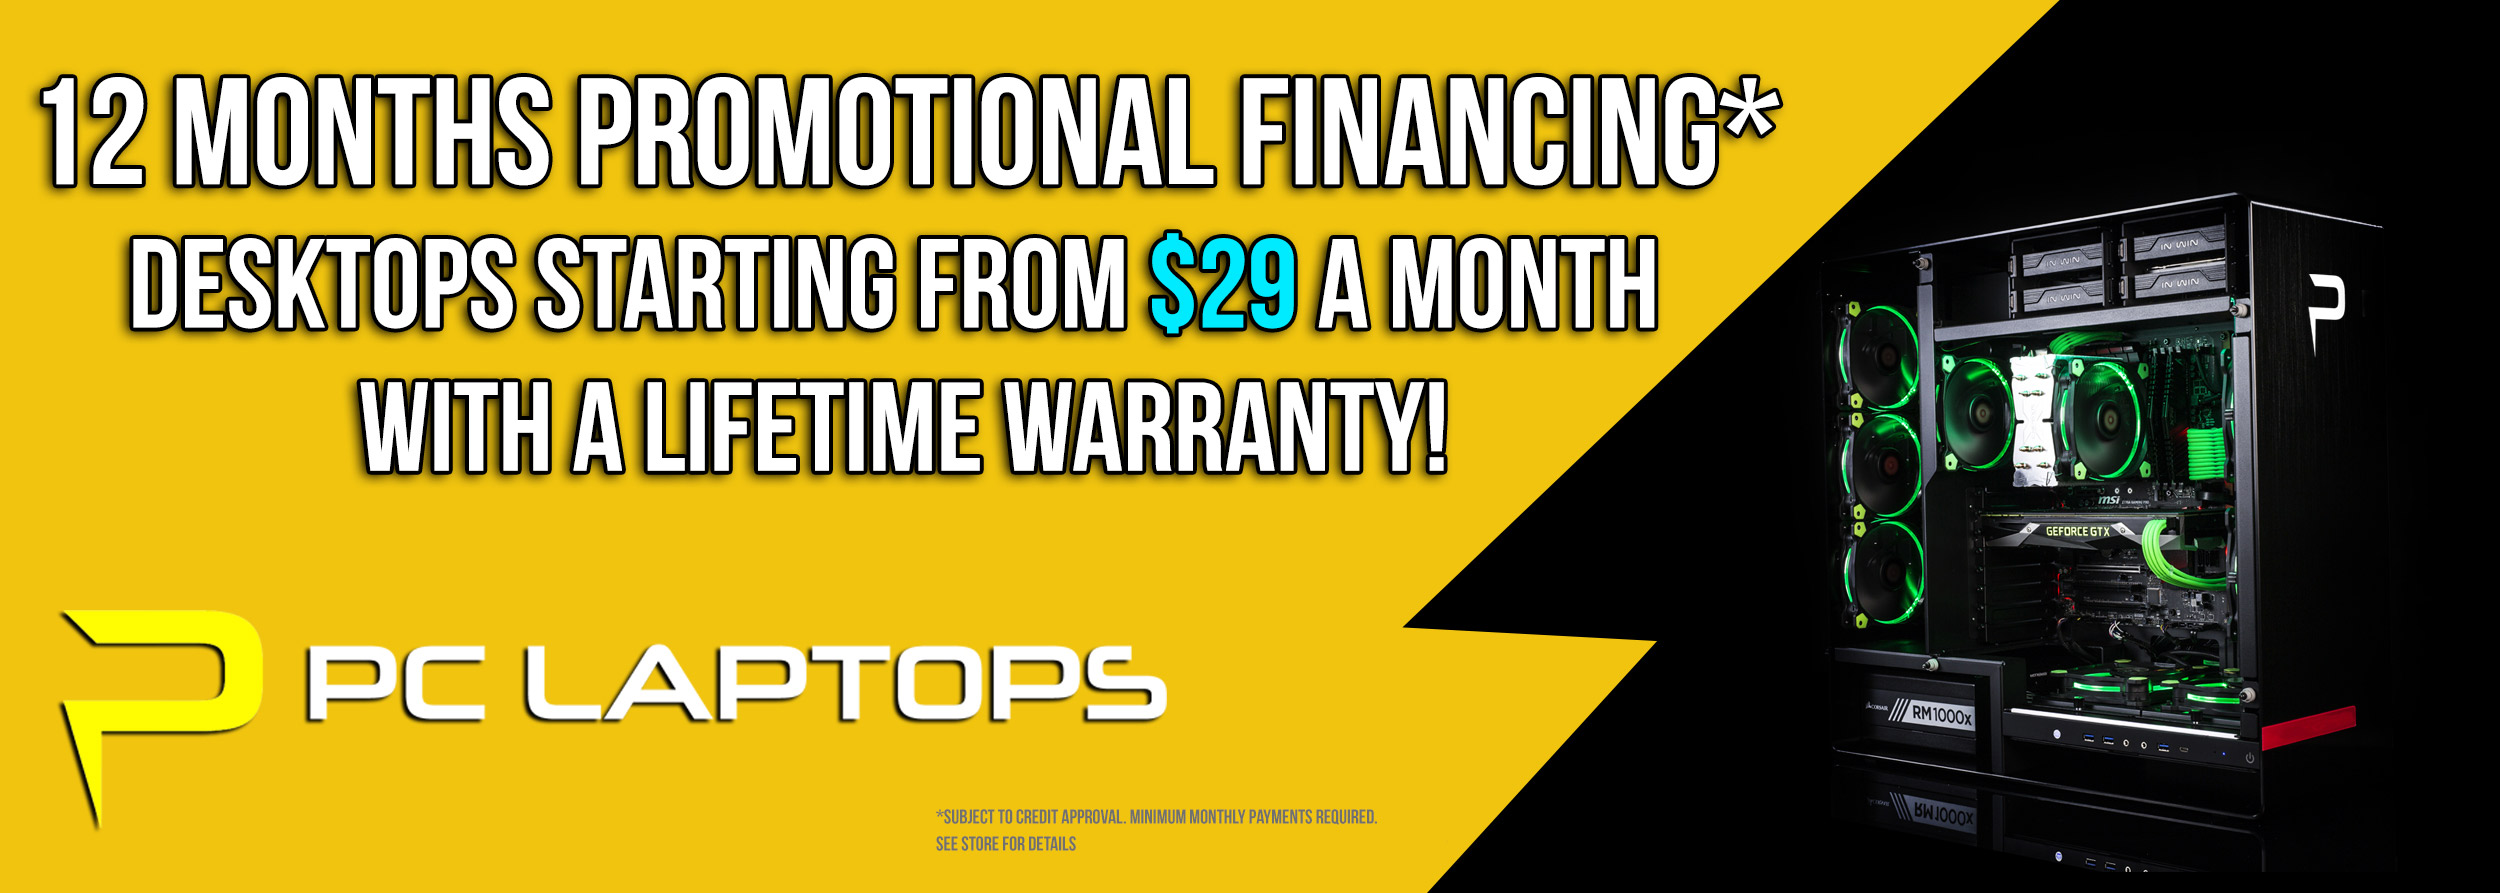 12 MONTHS PROMOTIONAL FINANCING*
DESKTOPS STARTING FROM $29 A MONTH
WITH A LIFETIME WARRANTY!
P PC LAPTOPS
*SUBJECT TO CREDIT APPROVAL. MINIMUM MONTHLY PAYMENTS REQUIRED.
SEE STORE FOR DETAILS
IN WIN
IN WIN
IN WIN
IN WIN
P
msi
GEFORCE GTX
CORSAIR RM1000x
RM1000x